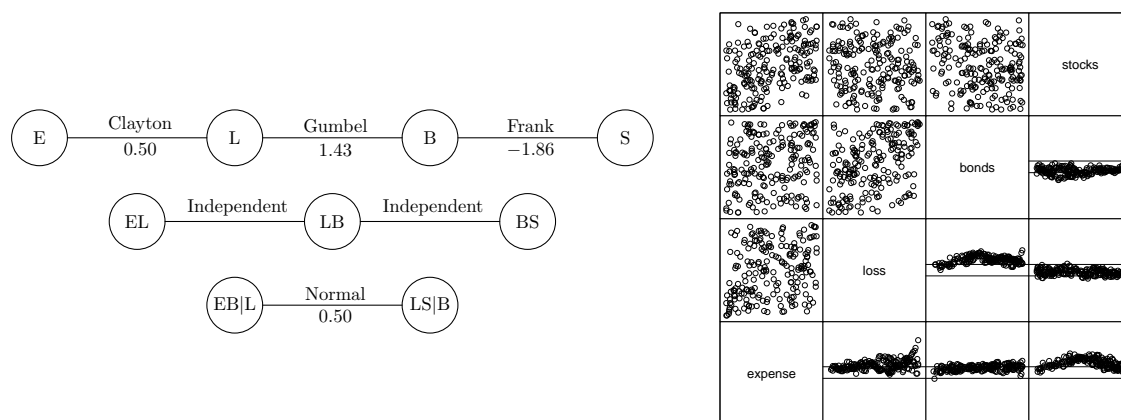 E Clayton L Gumbel B Frank S
0.50 1.43 −1.86
EL Independent LB Independent BS
EB|L Normal LS|B
0.50
stocks
bonds
loss
expense